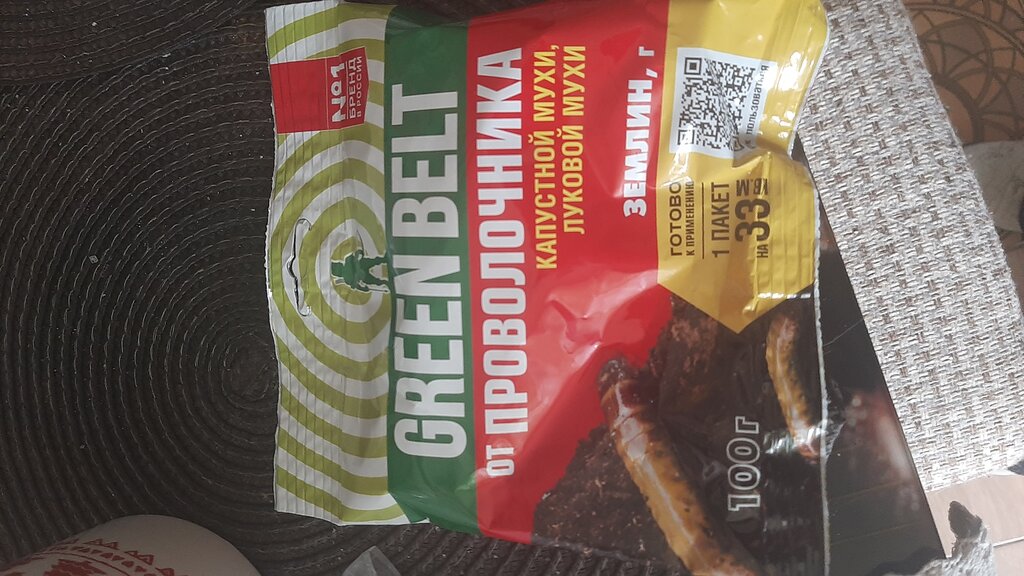 №1
БРЕНД
В РОССИИ
GREEN BELT
от ПРОВОЛОЧНИКА
КАПУСТНОЙ МУХИ,
ЛУКОВОЙ МУХИ
ЗЕМЛИН, г
ГОТОВО
К ПРИМЕНЕНИЮ
1 ПАКЕТ
НА 33 М
100г